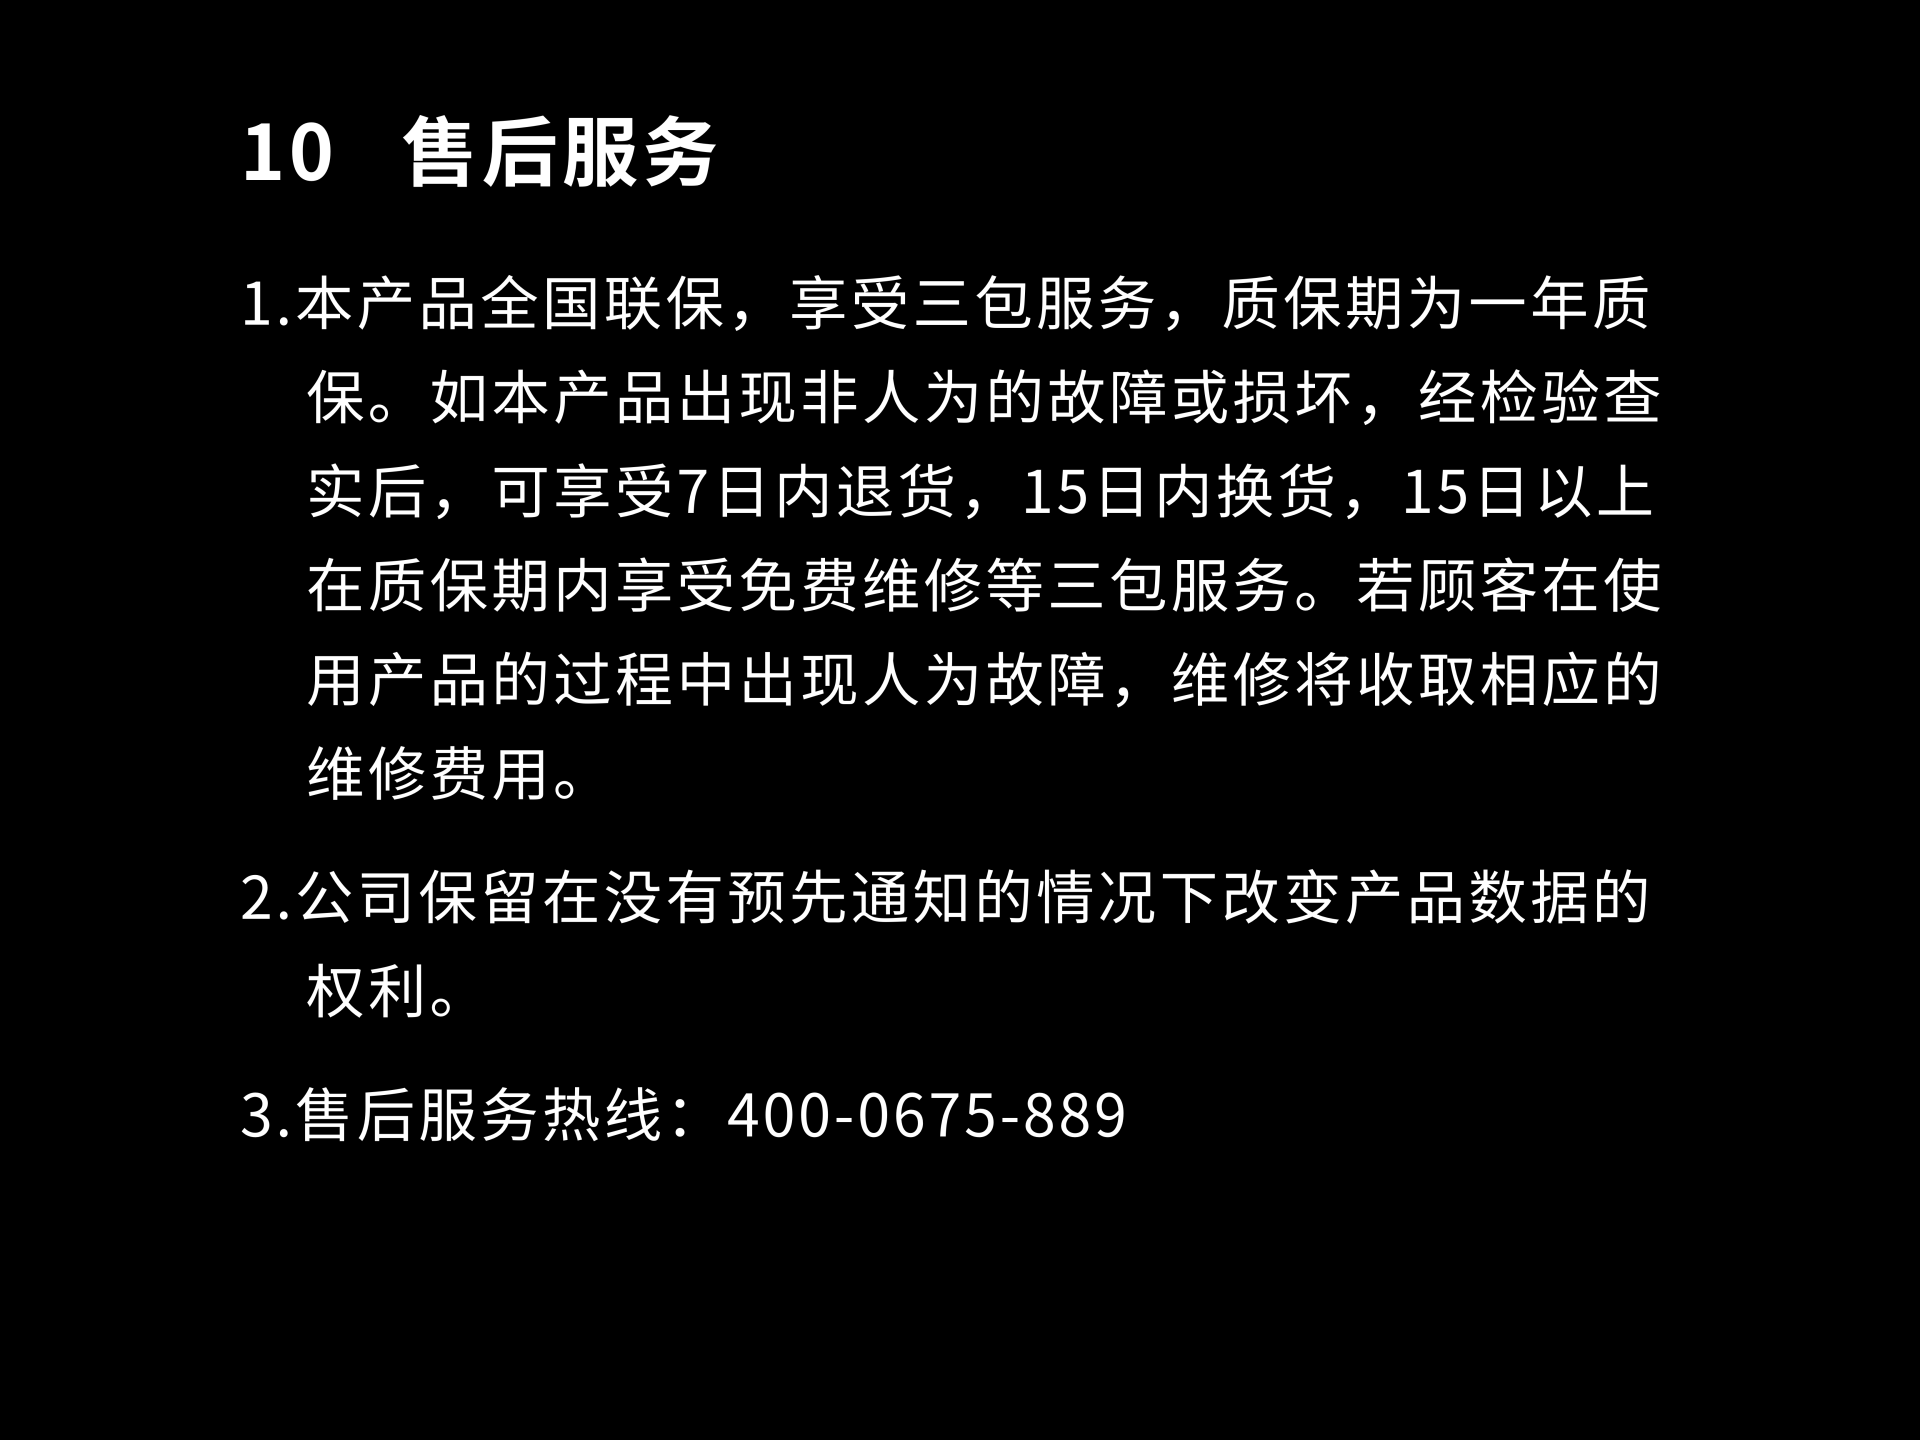 10 售后服务
1.本产品全国联保，享受三包服务，质保期为一年质
保。如本产品出现非人为的故障或损坏，经检验查
实后，可享受7日内退货，15日内换货，15日以上
在质保期内享受免费维修等三包服务。若顾客在使
用产品的过程中出现人为故障，维修将收取相应的
维修费用。
2.公司保留在没有预先通知的情况下改变产品数据的
权利。
3.售后服务热线：400-0675-889